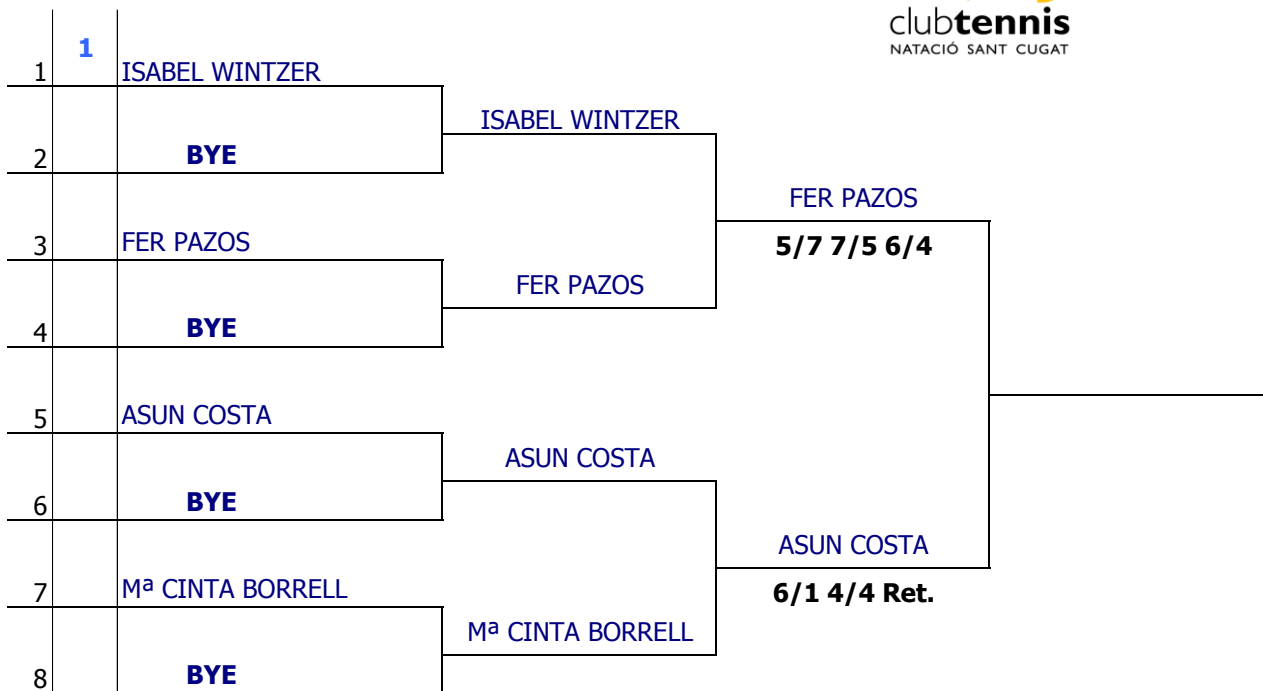 clubtennis
NATACIÓ SANT CUGAT
1
1 ISABEL WINTZER
ISABEL WINTZER
2 BYE
FER PAZOS
3 FER PAZOS
5/7 7/5 6/4
FER PAZOS
4 BYE
5 ASUN COSTA
ASUN COSTA
6 BYE
ASUN COSTA
7 Mª CINTA BORRELL
6/1 4/4 Ret.
Mª CINTA BORRELL
8 BYE